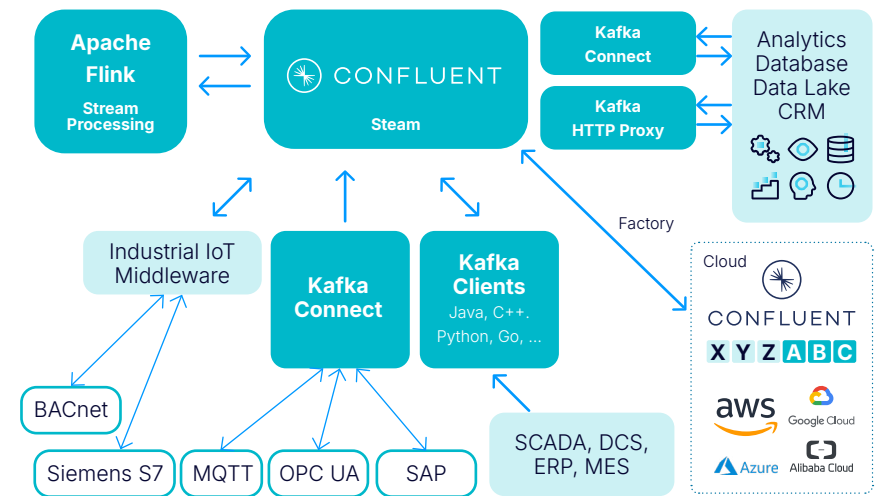 Apache
Flink
Stream
Processing
CONFLUENT
Steam
Kafka
Connect
Kafka
HTTP Proxy
Analytics
Database
Data Lake
CRM
Factory
Industrial IoT
Middleware
Kafka
Connect
Kafka
Clients
Java, C++.
Python, Go, ...
Cloud
CONFLUENT
X Y Z A B C
aws
Google Cloud
Azure
Alibaba Cloud
BACnet
Siemens S7
MQTT
OPC UA
SAP
SCADA, DCS,
ERP, MES